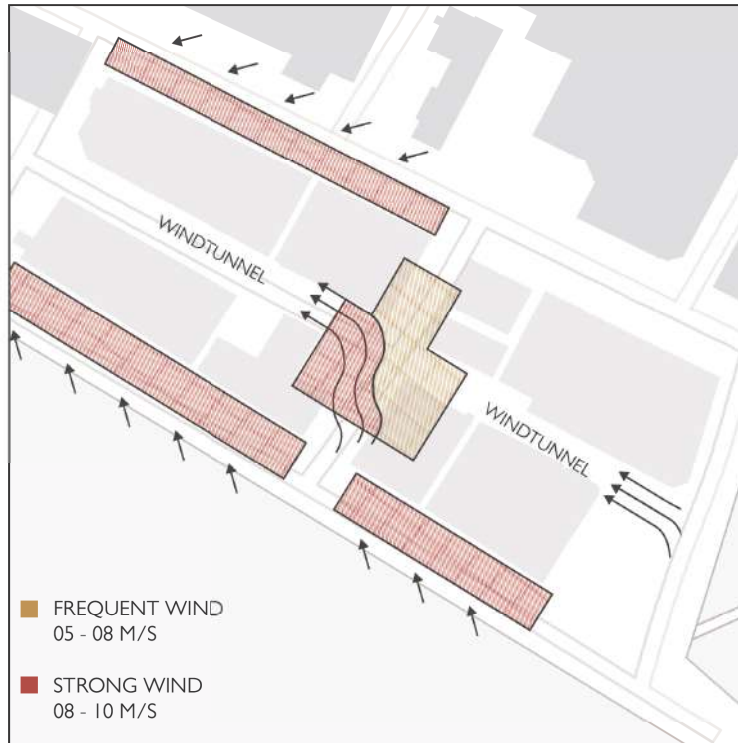 WINDTUNNEL
WINDTUNNEL
FREQUENT WIND
05 - 08 M/S
STRONG WIND
08 - 10 M/S